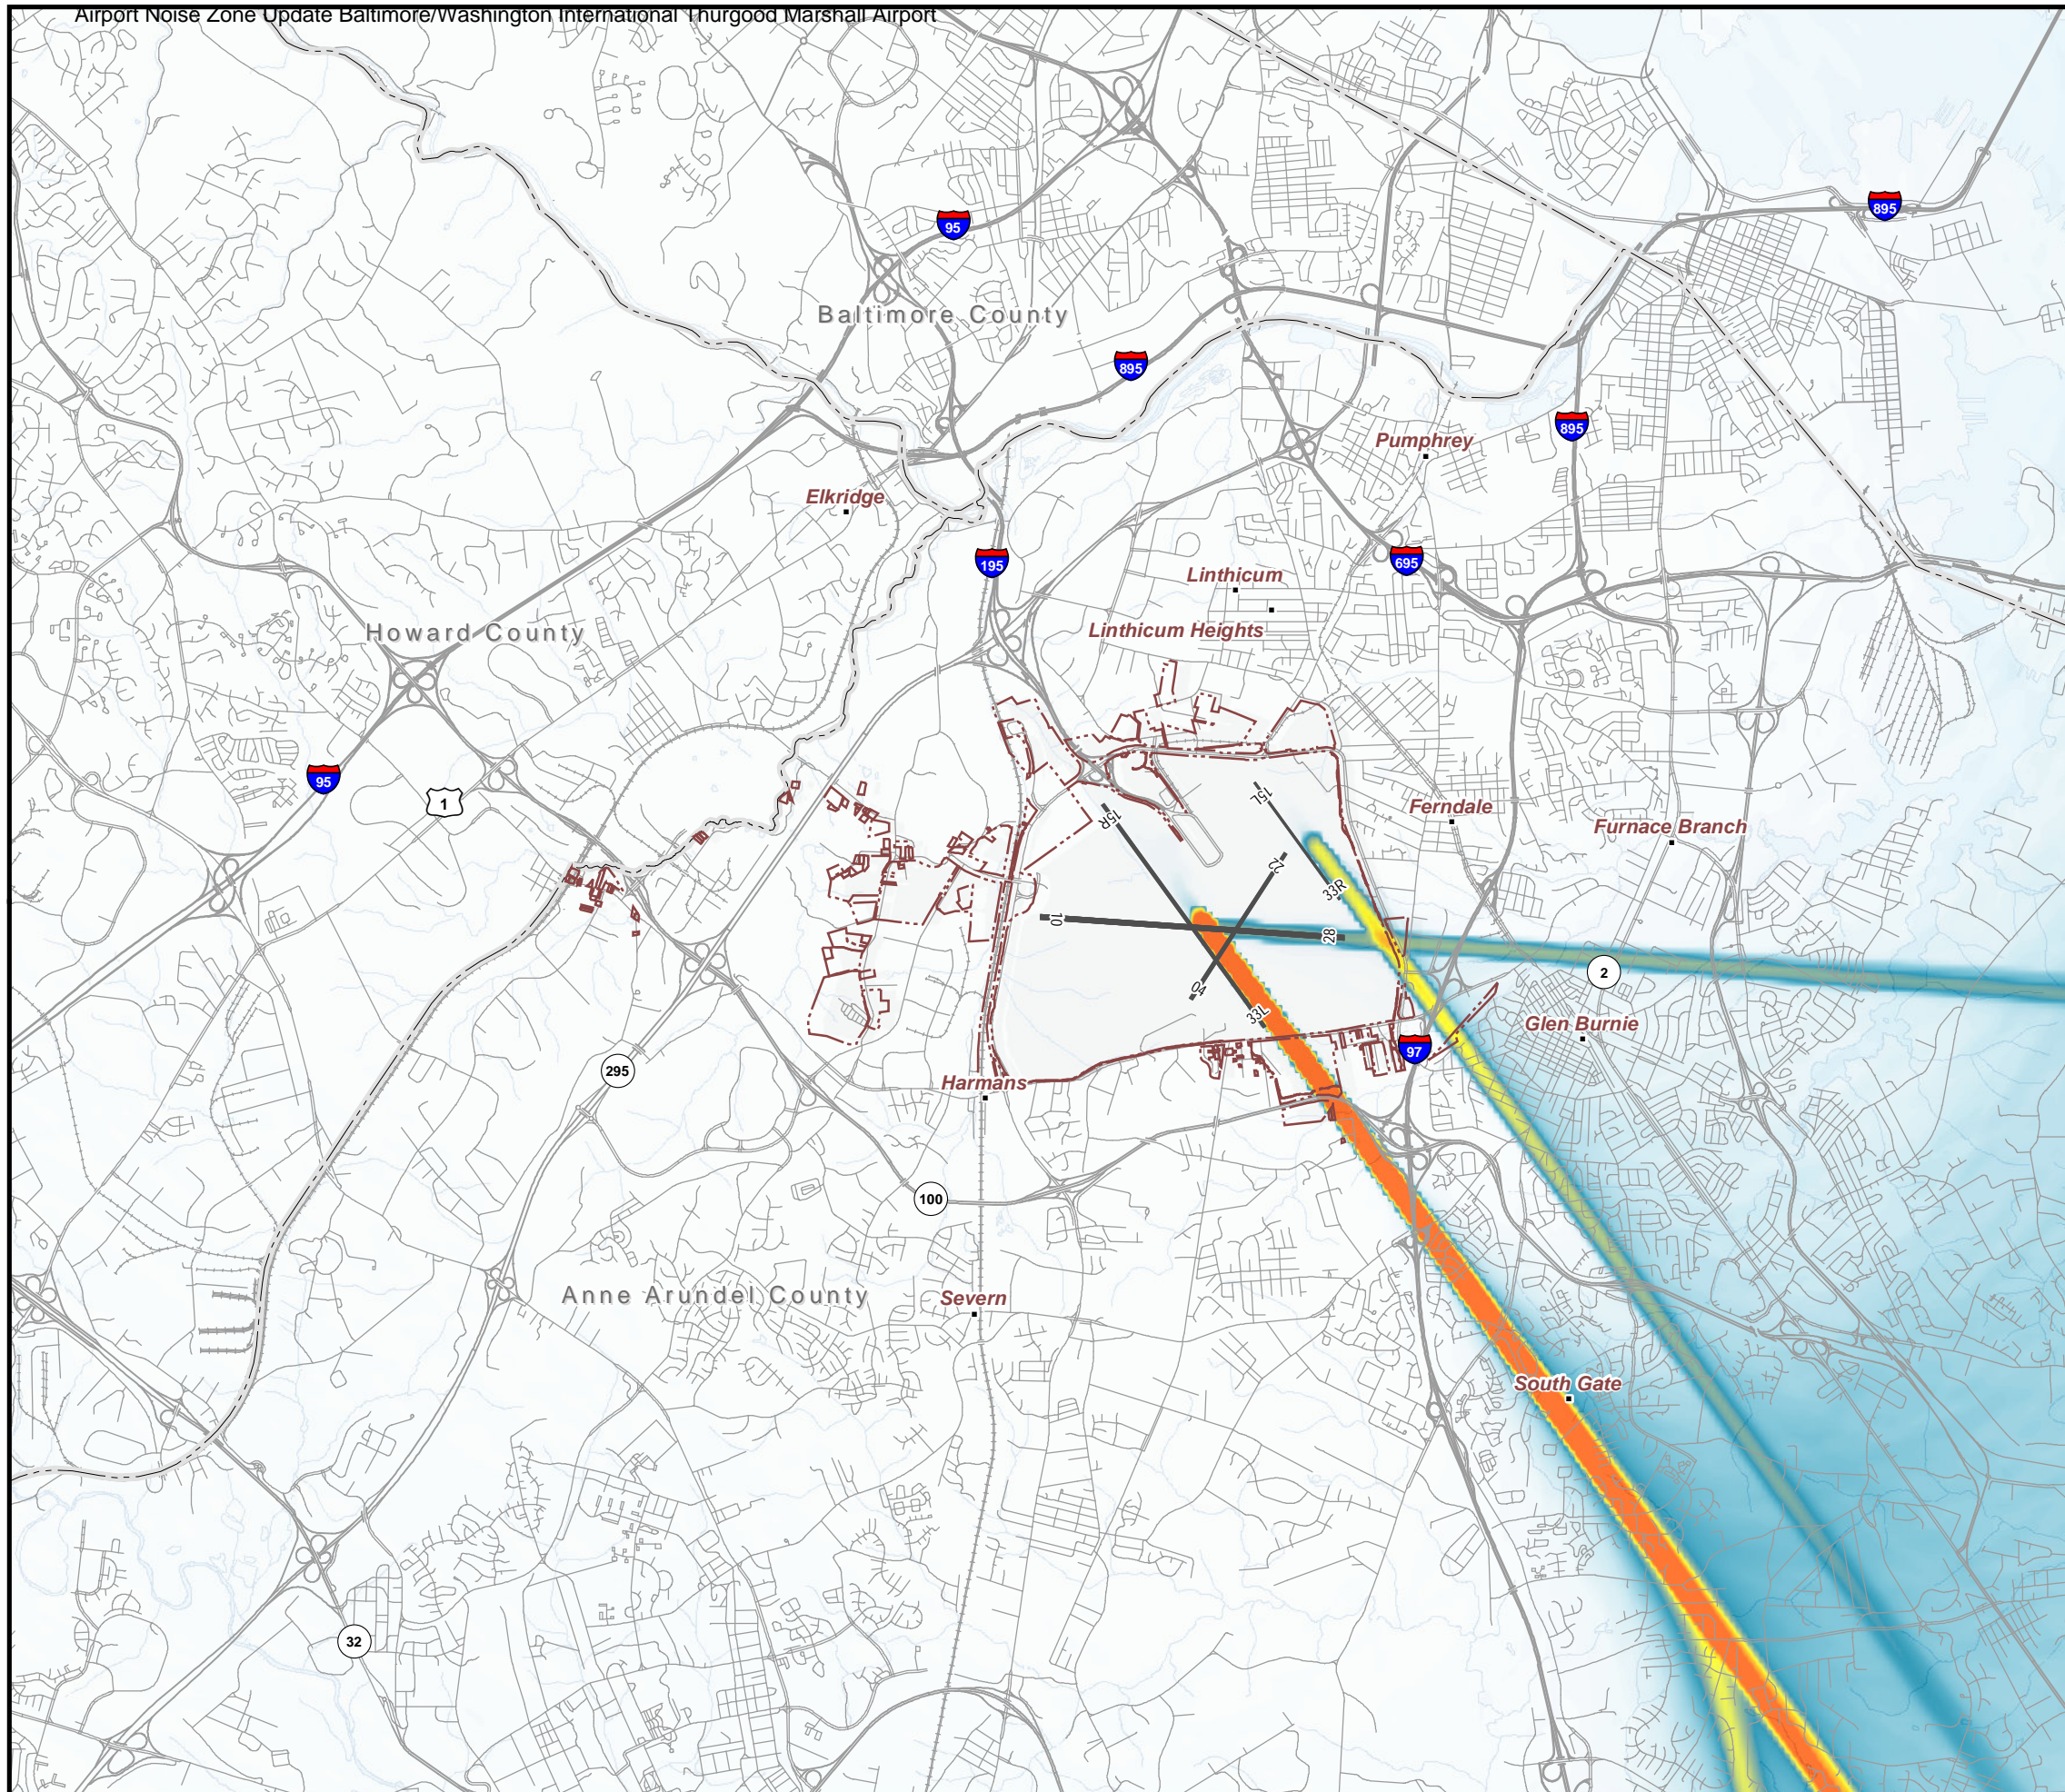 Airport Noise Zone Update Baltimore/Washington International Thurgood Marshall Airport
895
95
Baltimore County
895
895
Pumphrey
Elkridge
195
695
Linthicum
Linthicum Heights
Howard County
95
1
15L
15R
Ferndale
Furnace Branch
22
33R
10
28
2
04
33L
Glen Burnie
97
295
Harmans
100
Anne Arundel County
Severn
South Gate
32